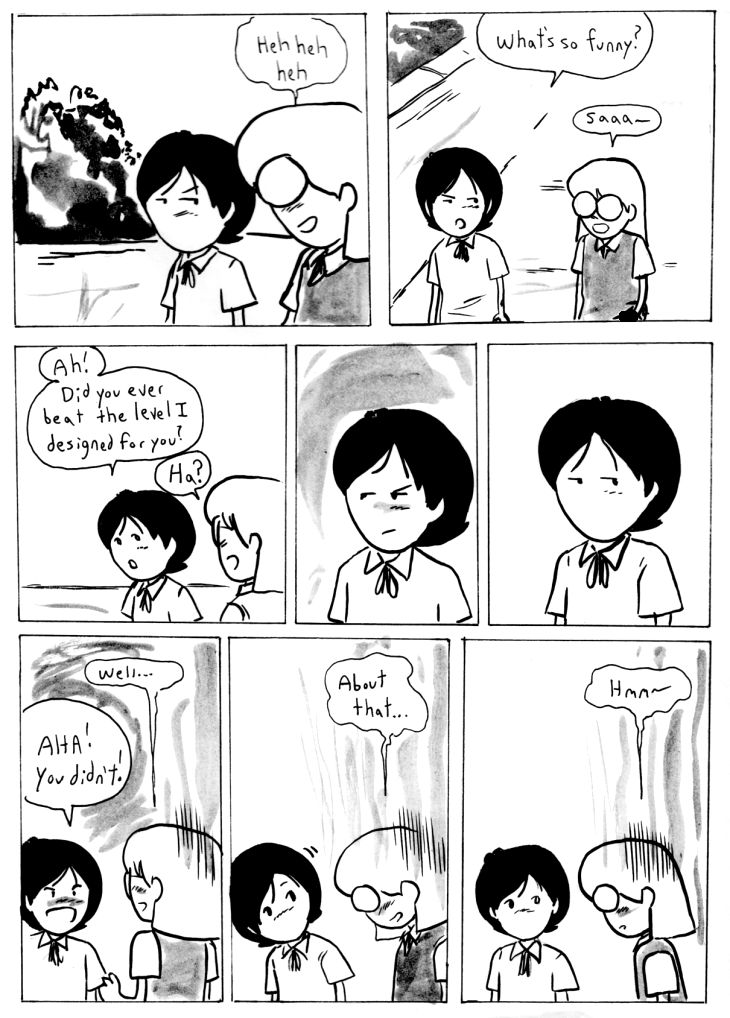 Heh heh
heh
What's so funny?
saaa~
Ah!
Did you ever
beat the level I
designed for you?
Ha?
Well...
AHA!
You didn't!
About
that...
Hmn~